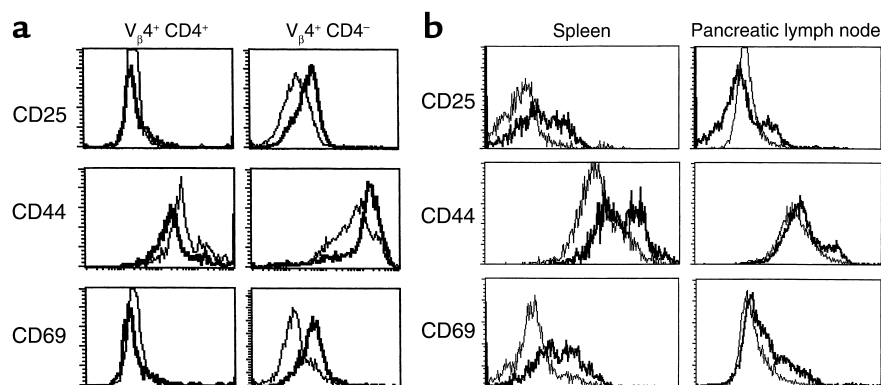 a
Vβ4⁺ CD4⁺ Vβ4⁺ CD4⁻
CD25
CD44
CD69
b
Spleen Pancreatic lymph node
CD25
CD44
CD69